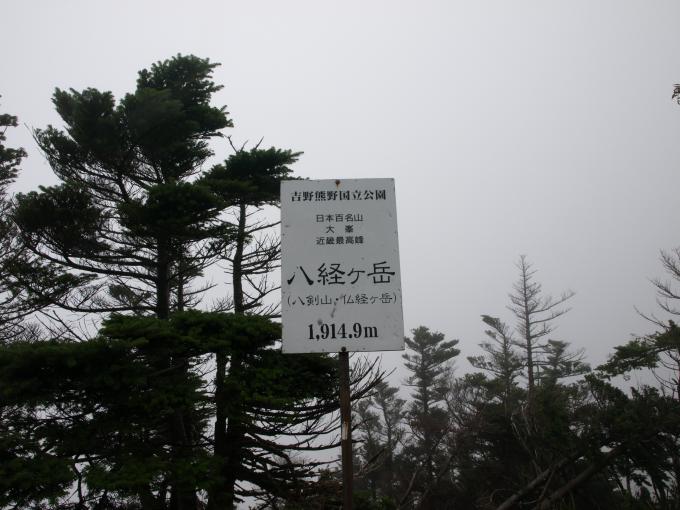 吉野熊野国立公園
日本百名山
大峯
近畿最高峰
八経ヶ岳
(八剣山・仏経ヶ岳)
1,914.9m